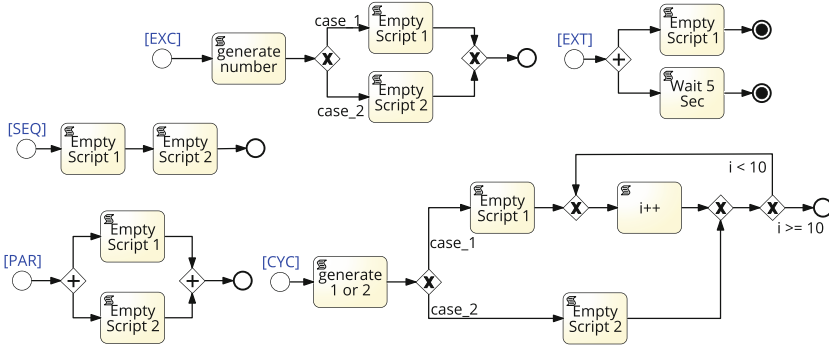 [EXC]
generate
number
case_1
Empty
Script 1
case_2
Empty
Script 2
X
X
[EXT]
+
Empty
Script 1
Wait 5
Sec
[SEQ]
Empty
Script 1
Empty
Script 2
[PAR]
+
Empty
Script 1
Empty
Script 2
+
[CYC]
generate
1 or 2
X
case_1
Empty
Script 1
X
i++
X
X
i < 10
i >= 10
case_2
Empty
Script 2